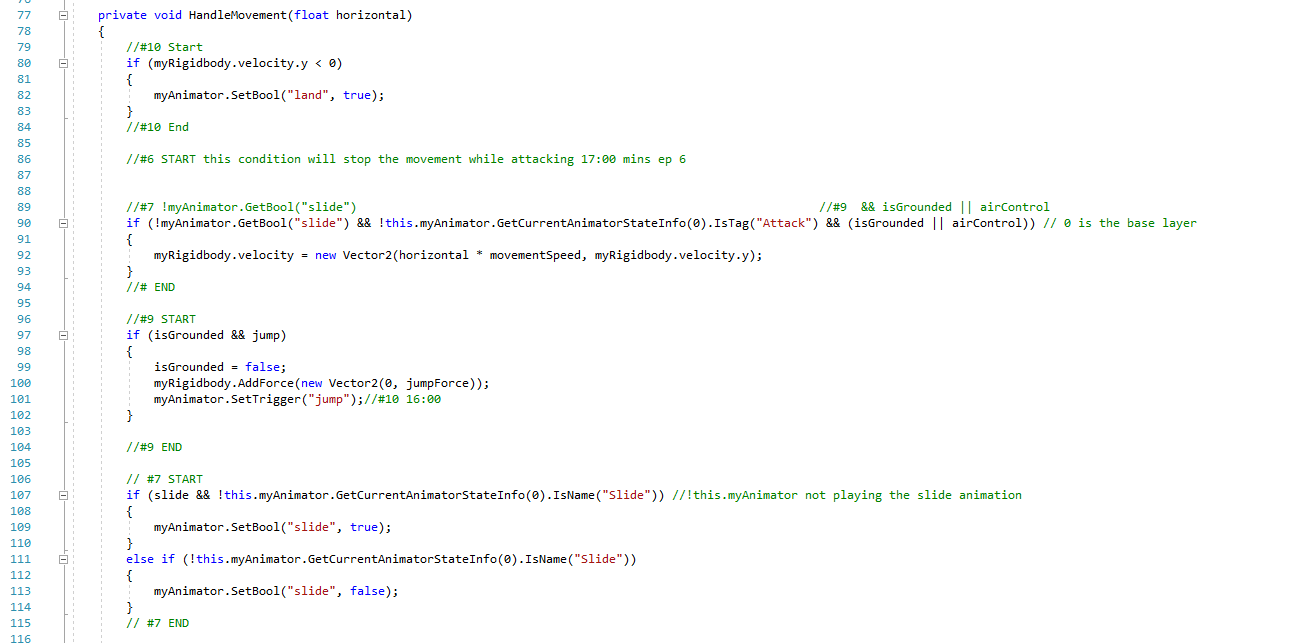 77 private void HandleMovement(float horizontal)
78 {
79 //#10 Start
80 if (myRigidbody.velocity.y < 0)
81 {
82 myAnimator.SetBool("land", true);
83 }
84 //#10 End
85
86 //#6 START this condition will stop the movement while attacking 17:00 mins ep 6
87
88
89 //#7 !myAnimator.GetBool("slide") //#9  && isGrounded || airControl
90 if (!myAnimator.GetBool("slide") && !this.myAnimator.GetCurrentAnimatorStateInfo(0).IsTag("Attack") && (isGrounded || airControl)) // 0 is the base layer
91 {
92 myRigidbody.velocity = new Vector2(horizontal * movementSpeed, myRigidbody.velocity.y);
93 }
94 //# END
95
96 //#9 START
97 if (isGrounded && jump)
98 {
99 isGrounded = false;
100 myRigidbody.AddForce(new Vector2(0, jumpForce));
101 myAnimator.SetTrigger("jump");//#10 16:00
102 }
103
104 //#9 END
105
106 // #7 START
107 if (slide && !this.myAnimator.GetCurrentAnimatorStateInfo(0).IsName("Slide")) //!this.myAnimator not playing the slide animation
108 {
109 myAnimator.SetBool("slide", true);
110 }
111 else if (!this.myAnimator.GetCurrentAnimatorStateInfo(0).IsName("Slide"))
112 {
113 myAnimator.SetBool("slide", false);
114 }
115 // #7 END
116